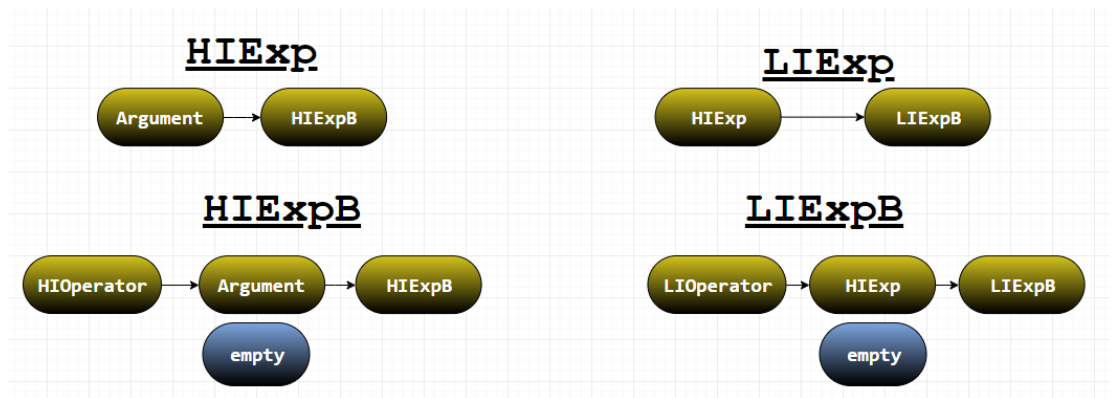 HIExp
Argument
HIExpB
LIExp
HIExp
LIExpB
HIExpB
HIOperator
Argument
HIExpB
empty
LIExpB
LIOperator
HIExp
LIExpB
empty